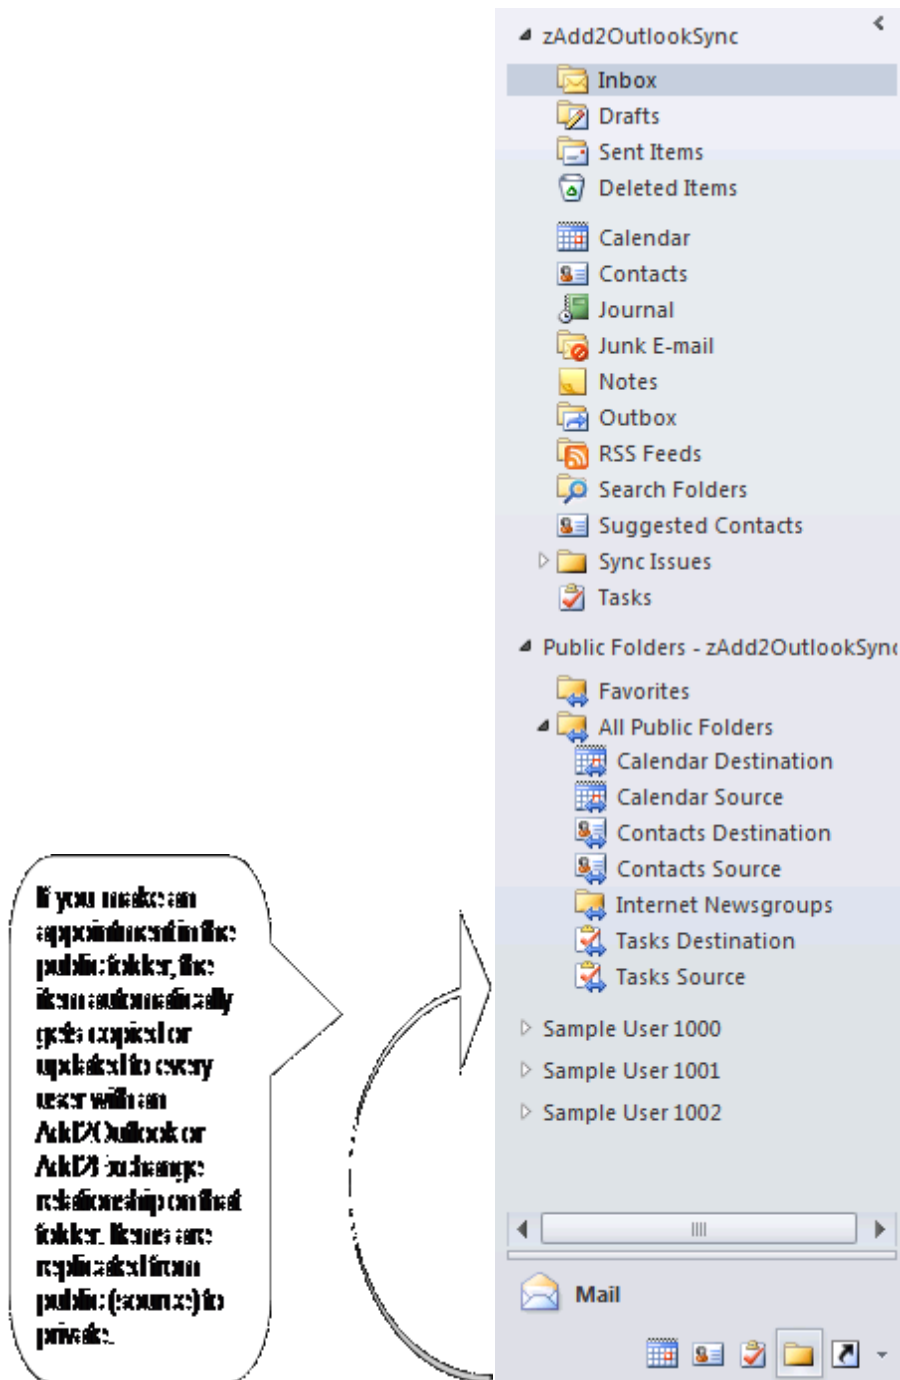 zAdd2OutlookSync
Inbox
Drafts
Sent Items
Deleted Items
Calendar
Contacts
Journal
Junk E-mail
Notes
Outbox
RSS Feeds
Search Folders
Suggested Contacts
Sync Issues
Tasks
Public Folders - zAdd2OutlookSync
Favorites
All Public Folders
Calendar Destination
Calendar Source
Contacts Destination
Contacts Source
Internet Newsgroups
Tasks Destination
Tasks Source
Sample User 1000
Sample User 1001
Sample User 1002
Mail
If you make an
appointment in the
public folder, the
item automatically
gets copied or
updated to every
user with an
Add2Outlook or
Add2Exchange
relationship on that
folder. Items are
replicated from
public (source) to
private.